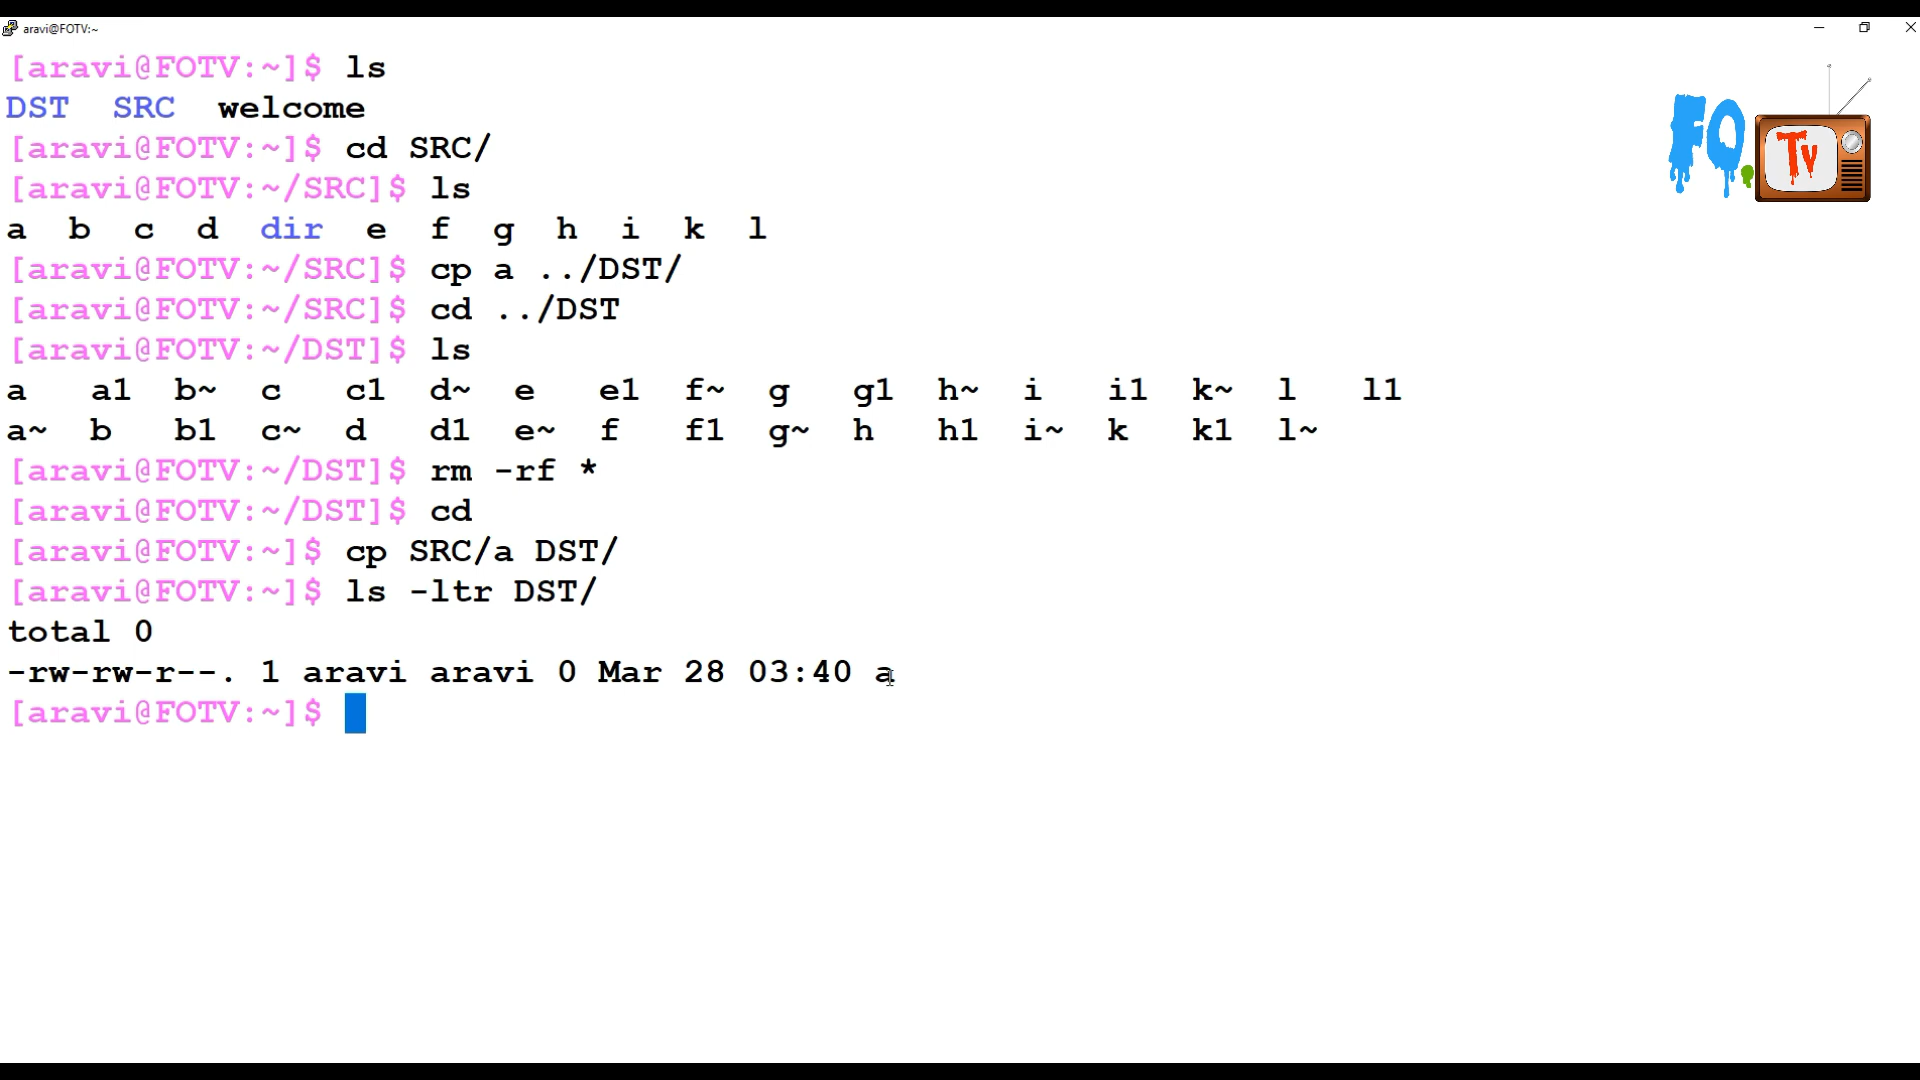 aravi@FOTV:~
[aravi@FOTV:~]$ ls
DST SRC welcome
[aravi@FOTV:~]$ cd SRC/
[aravi@FOTV:~/SRC]$ ls
a b c d dir e f g h i k l
[aravi@FOTV:~/SRC]$ cp a ../DST/
[aravi@FOTV:~/SRC]$ cd ../DST
[aravi@FOTV:~/DST]$ ls
a a1 b~ c c1 d~ e e1 f~ g g1 h~ i i1 k~ l l1
a~ b b1 c~ d d1 e~ f f1 g~ h h1 i~ k k1 l~
[aravi@FOTV:~/DST]$ rm -rf *
[aravi@FOTV:~/DST]$ cd
[aravi@FOTV:~]$ cp SRC/a DST/
[aravi@FOTV:~]$ ls -ltr DST/
total 0
-rw-rw-r--. 1 aravi aravi 0 Mar 28 03:40 a
[aravi@FOTV:~]$
FO.
Tv